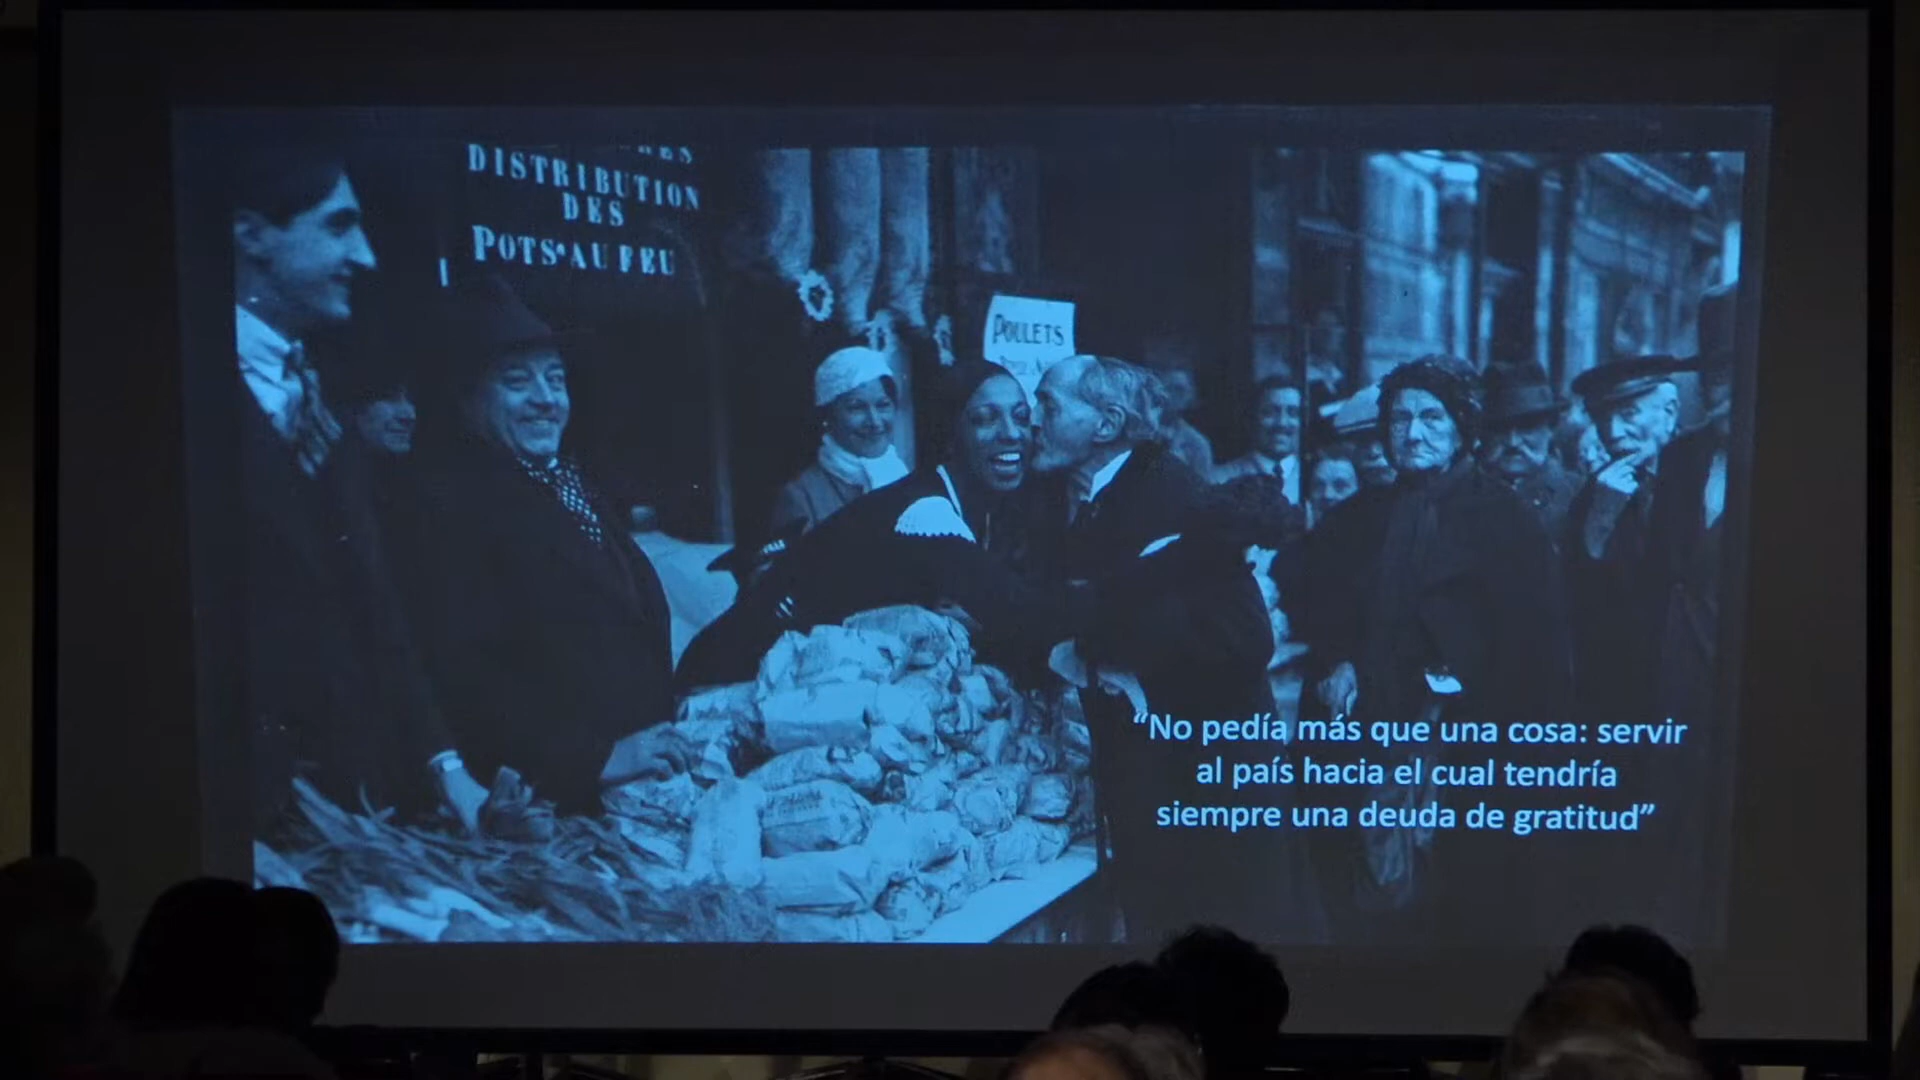 DISTRIBUTION
DES
POTS AU FEU
POULETS
“No pedía más que una cosa: servir
al país hacia el cual tendría
siempre una deuda de gratitud”